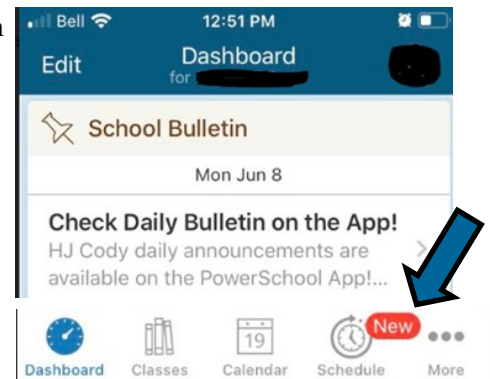 Bell 12:51 PM
Edit Dashboard
for
School Bulletin
Mon Jun 8
Check Daily Bulletin on the App!
HJ Cody daily announcements are
available on the PowerSchool App!...
19 New
Dashboard Classes Calendar Schedule More